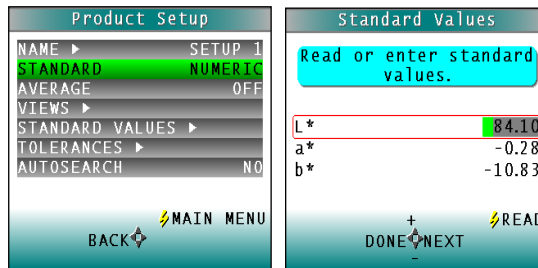 Product Setup
NAME ▶ SETUP 1
STANDARD NUMERIC
AVERAGE OFF
VIEWS ▶
STANDARD VALUES ▶
TOLERANCES ▶
AUTOSEARCH NO
MAIN MENU
BACK
Standard Values
Read or enter standard
values.
L* 84.10
a* -0.28
b* -10.83
+
READ
DONE NEXT
-